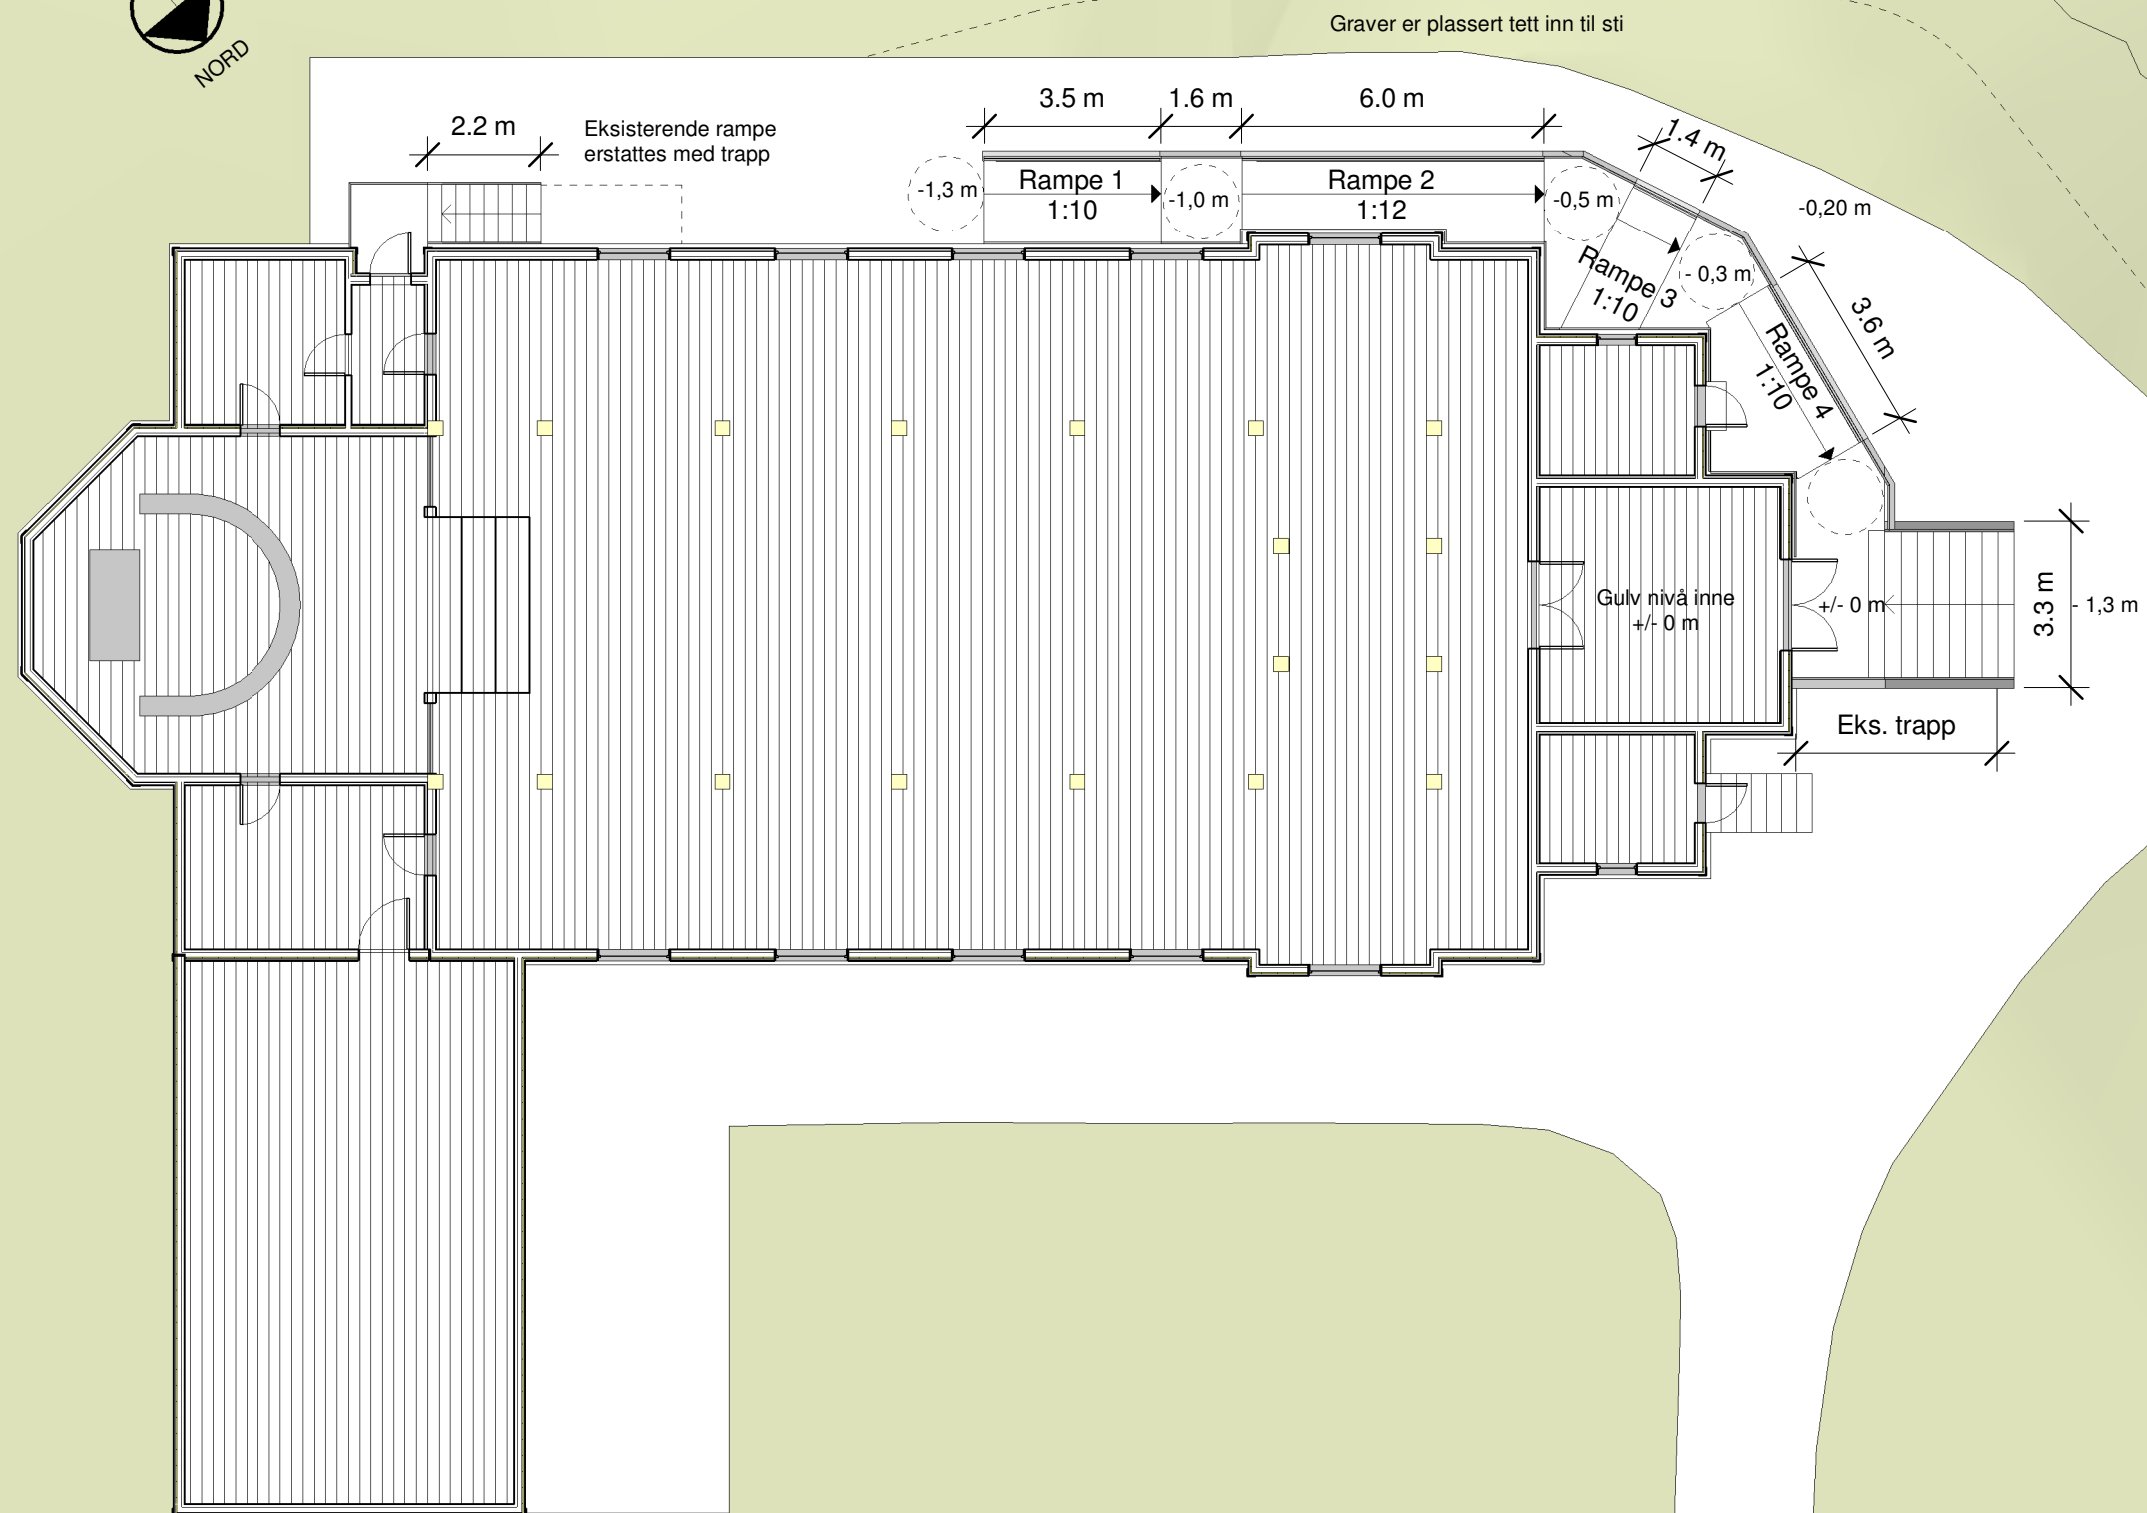 NORD
Graver er plassert tett inn til sti
2.2 m
Eksisterende rampe
erstattes med trapp
3.5 m
1.6 m
6.0 m
1.4 m
-1,3 m
Rampe 1
1:10
-1,0 m
Rampe 2
1:12
-0,5 m
-0,20 m
Rampe 3
1:10
- 0,3 m
3.6 m
Rampe 4
1:10
Gulv nivå inne
+/- 0 m
+/- 0 m
3.3 m
- 1,3 m
Eks. trapp